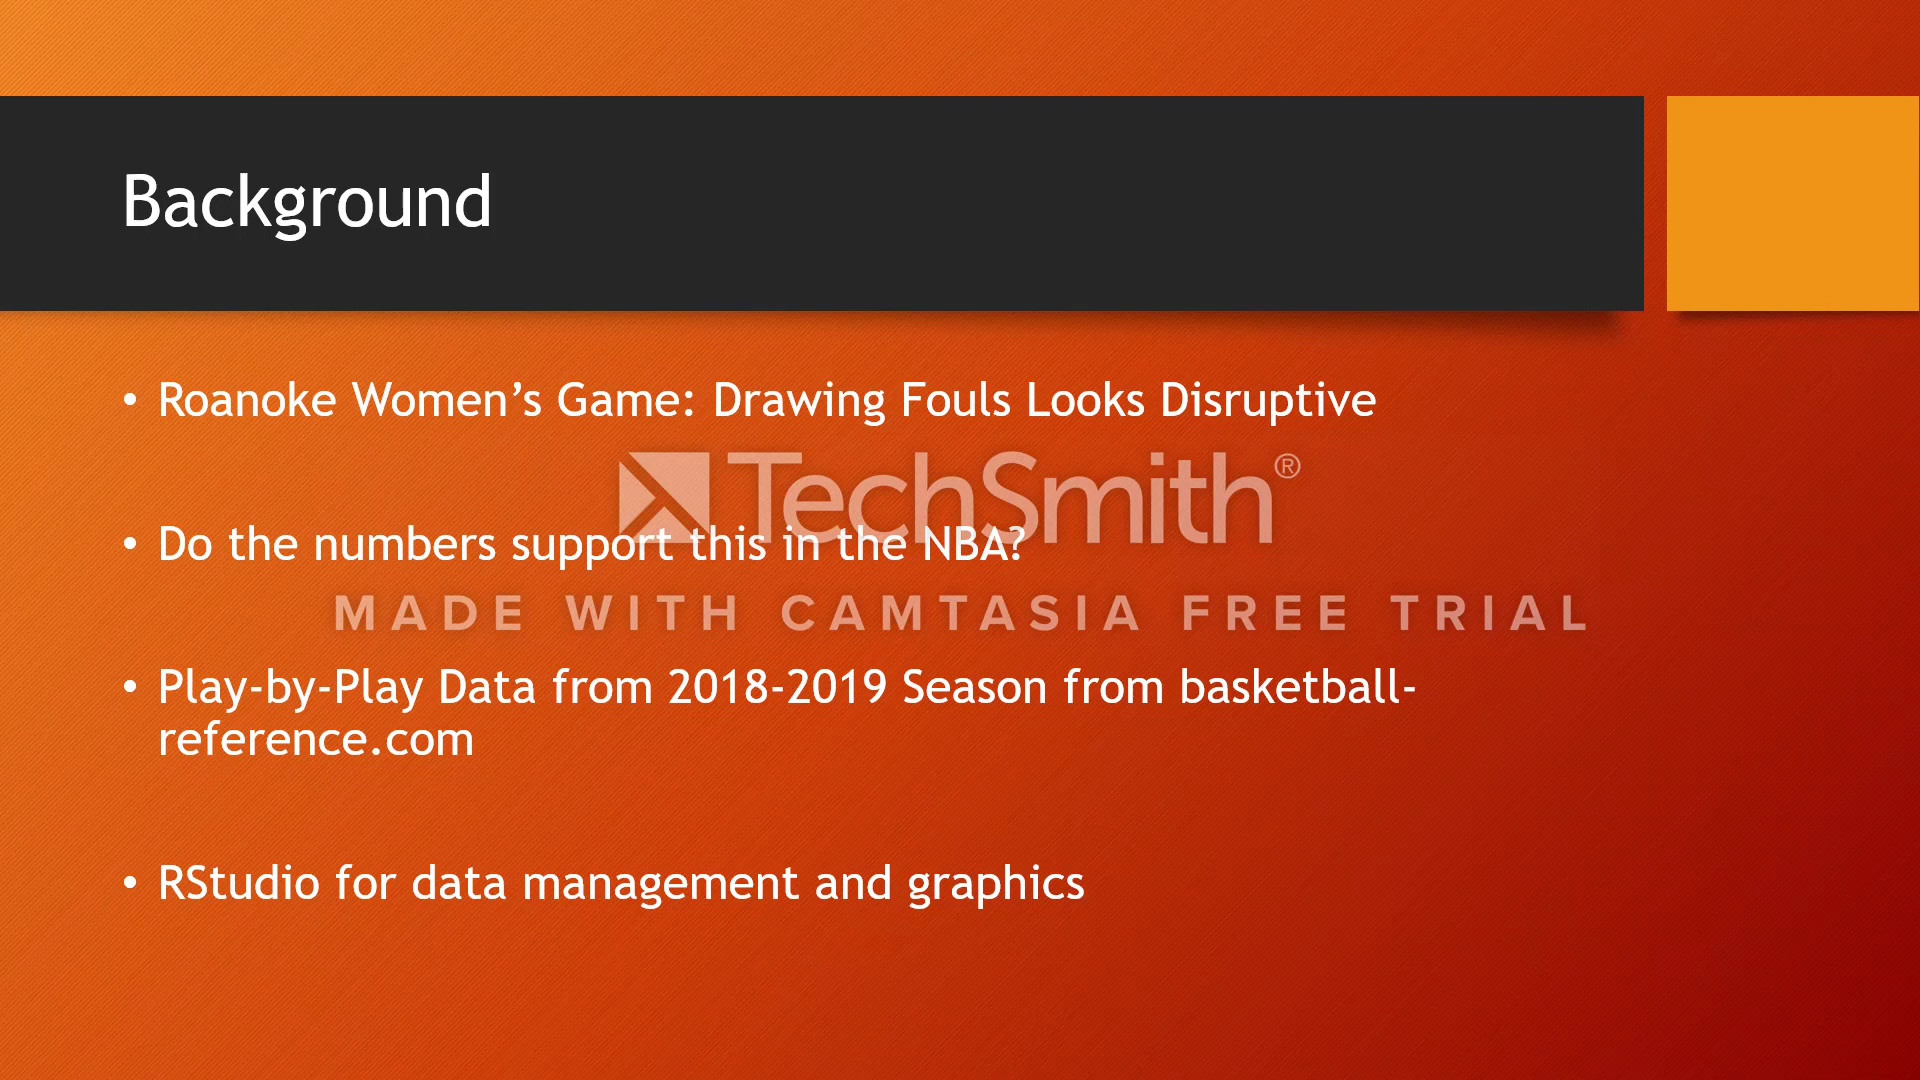 Background
• Roanoke Women’s Game: Drawing Fouls Looks Disruptive
TechSmith®
• Do the numbers support this in the NBA?
MADE WITH CAMTASIA FREE TRIAL
• Play-by-Play Data from 2018-2019 Season from basketball-
reference.com
• RStudio for data management and graphics